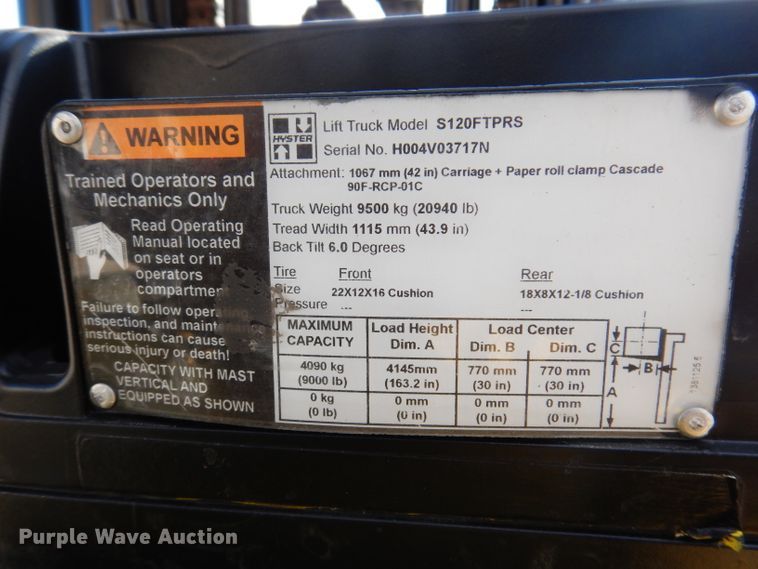 WARNING
Trained Operators and
Mechanics Only
Read Operating
Manual located
on seat or in
operators
compartment
Failure to follow operating
inspection, and maintenance
instructions can cause
serious injury or death!
CAPACITY WITH MAST
VERTICAL AND
EQUIPPED AS SHOWN
HYSTER
Lift Truck Model S120FTPRS
Serial No. H004V03717N
Attachment: 1067 mm (42 in) Carriage + Paper roll clamp Cascade
90F-RCP-01C
Truck Weight 9500 kg (20940 lb)
Tread Width 1115 mm (43.9 in)
Back Tilt 6.0 Degrees
Tire Front Rear
Size 22X12X16 Cushion 18X8X12-1/8 Cushion
Pressure --- ---
MAXIMUM CAPACITY Load Height Dim. A Load Center Dim. B Dim. C
4090 kg 4145mm 770 mm 770 mm
(9000 lb) (163.2 in) (30 in) (30 in)
0 kg 0 mm 0 mm 0 mm
(0 lb) (0 in) (0 in) (0 in)
C
B
A
1381125.6
Purple Wave Auction